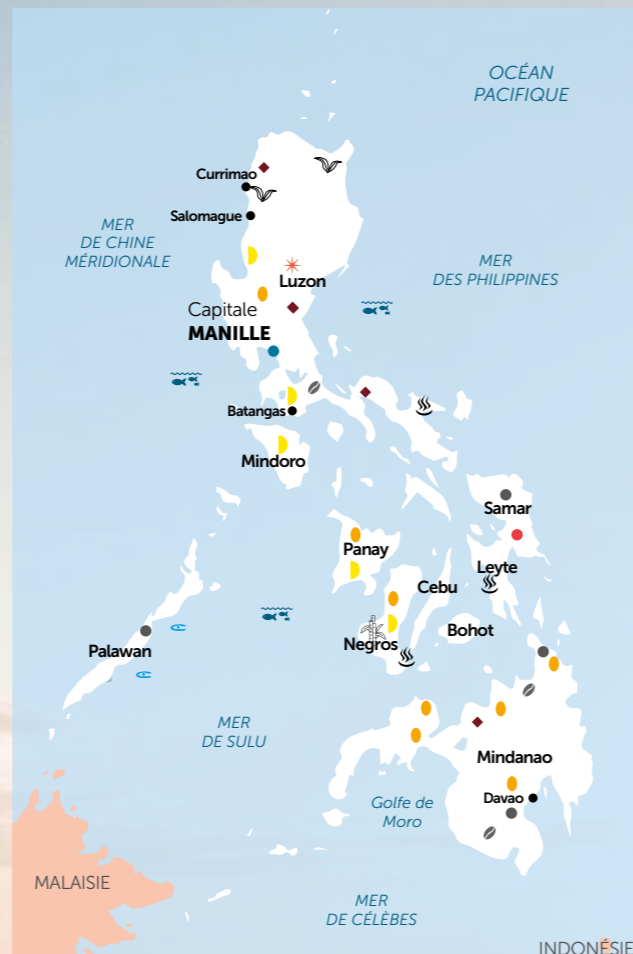 OCÉAN
PACIFIQUE
Currimao
Salomague
MER
DE CHINE
MÉRIDIONALE
MER
DES PHILIPPINES
Luzon
Capitale
MANILLE
Batangas
Mindoro
Samar
Panay
Leyte
Cebu
Bohot
Negros
Palawan
MER
DE SULU
Mindanao
Davao
Golfe de
Moro
MALAISIE
MER
DE CÉLÈBES
INDONÉSIE